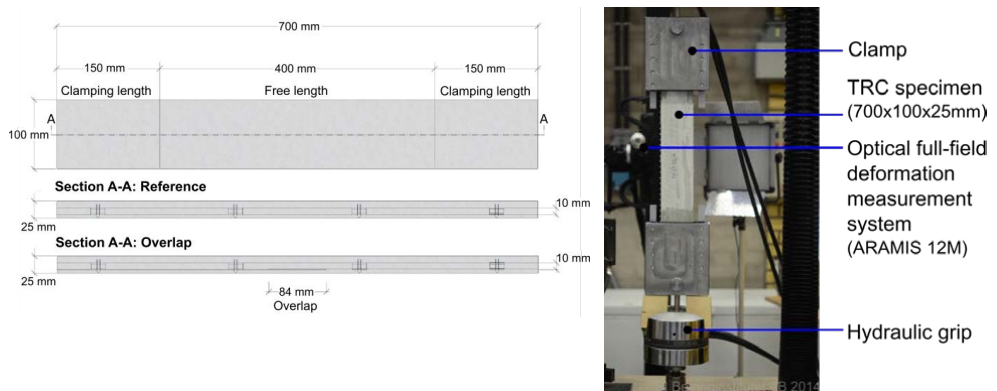 700 mm
150 mm
400 mm
150 mm
Clamping length
Free length
Clamping length
A
A
100 mm
Section A-A: Reference
10 mm
25 mm
Section A-A: Overlap
10 mm
25 mm
84 mm
Overlap
Clamp
TRC specimen
(700x100x25mm)
Optical full-field
deformation
measurement
system
(ARAMIS 12M)
Hydraulic grip
2014